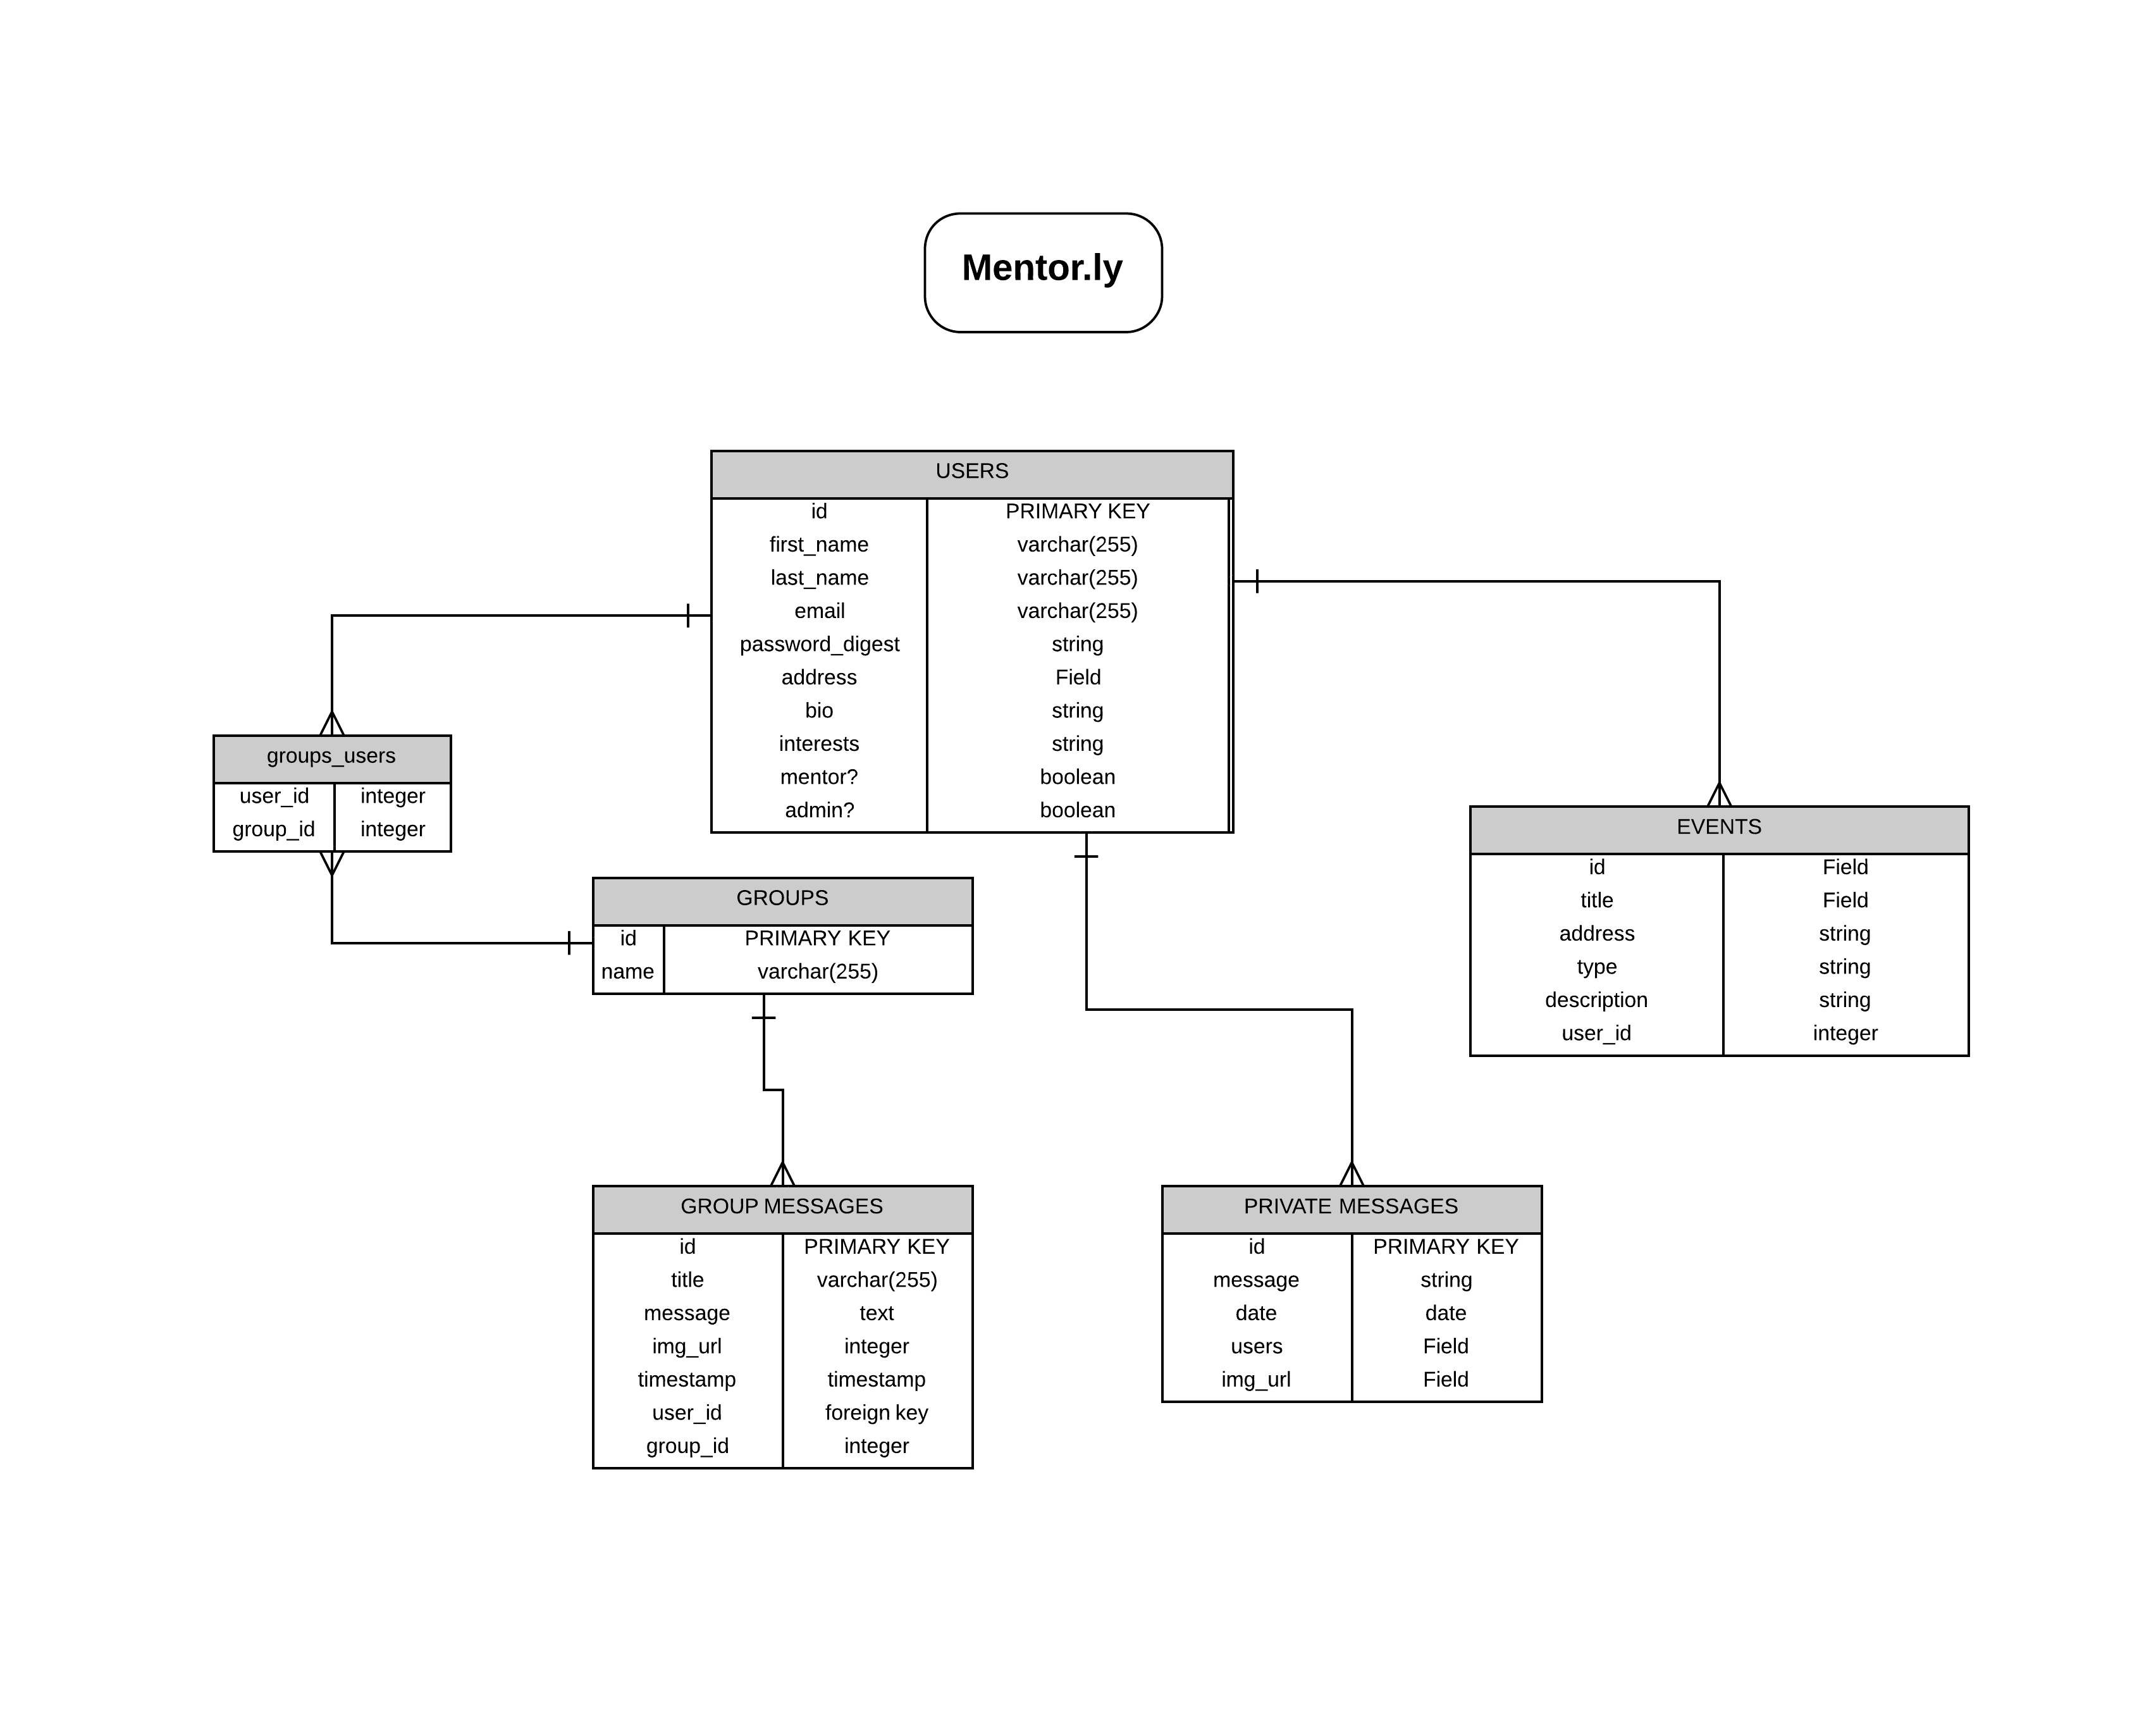 Mentor.ly
USERS
id PRIMARY KEY
first_name varchar(255)
last_name varchar(255)
email varchar(255)
password_digest string
address Field
bio string
interests string
mentor? boolean
admin? boolean
groups_users
user_id integer
group_id integer
EVENTS
id Field
title Field
address string
type string
description string
user_id integer
GROUPS
id PRIMARY KEY
name varchar(255)
GROUP MESSAGES
id PRIMARY KEY
title varchar(255)
message text
img_url integer
timestamp timestamp
user_id foreign key
group_id integer
PRIVATE MESSAGES
id PRIMARY KEY
message string
date date
users Field
img_url Field